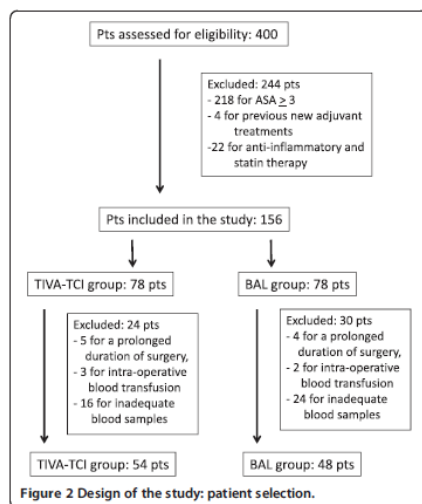 Pts assessed for eligibility: 400
Excluded: 244 pts
- 218 for ASA ≥ 3
- 4 for previous new adjuvant
treatments
-22 for anti-inflammatory and
statin therapy
Pts included in the study: 156
TIVA-TCI group: 78 pts
BAL group: 78 pts
Excluded: 24 pts
- 5 for a prolonged
duration of surgery,
- 3 for intra-operative
blood transfusion
- 16 for inadequate
blood samples
Excluded: 30 pts
- 4 for a prolonged
duration of surgery,
- 2 for intra-operative
blood transfusion
- 24 for inadequate
blood samples
TIVA-TCI group: 54 pts
BAL group: 48 pts
Figure 2 Design of the study: patient selection.